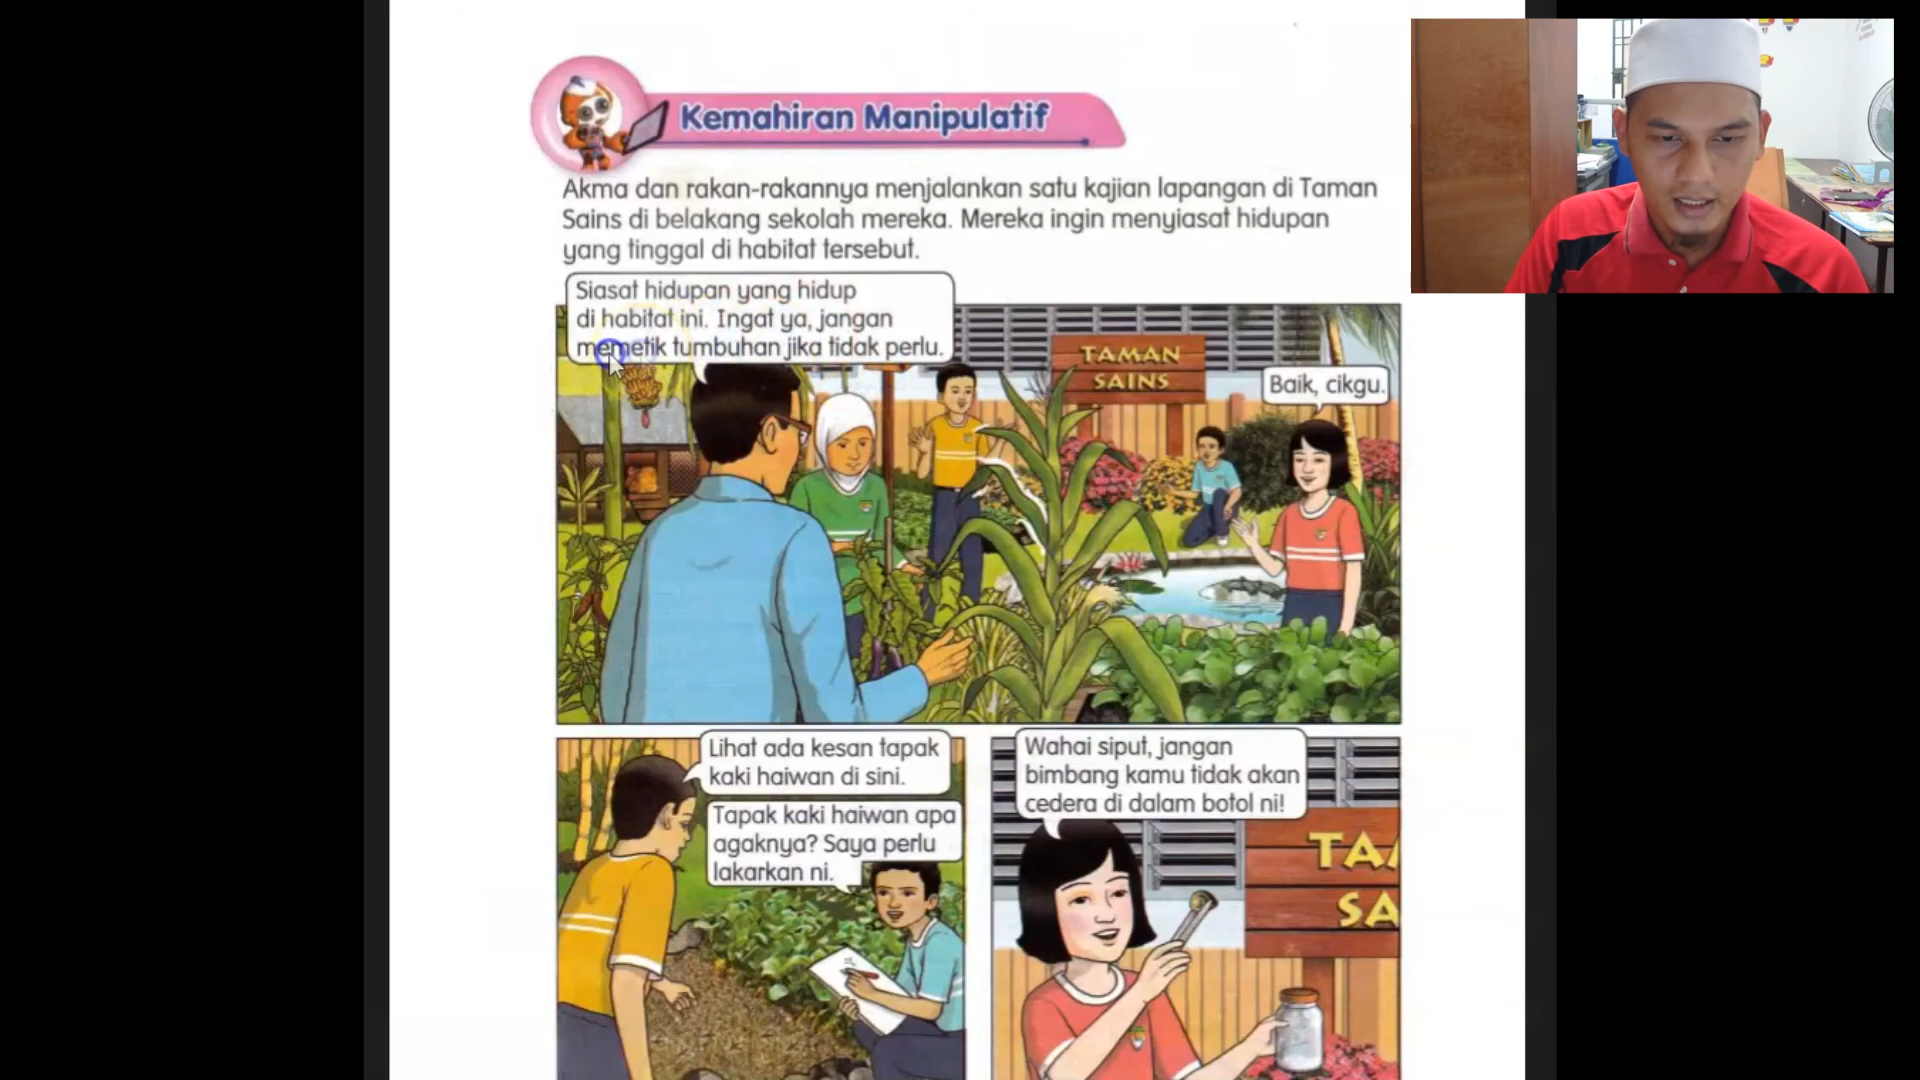 Kemahiran Manipulatif
Akma dan rakan-rakannya menjalankan satu kajian lapangan di Taman
Sains di belakang sekolah mereka. Mereka ingin menyiasat hidupan
yang tinggal di habitat tersebut.
Siasat hidupan yang hidup
di habitat ini. Ingat ya, jangan
memetik tumbuhan jika tidak perlu.
TAMAN
SAINS
Baik, cikgu.
Lihat ada kesan tapak
kaki haiwan di sini.
Tapak kaki haiwan apa
agaknya? Saya perlu
lakarkan ni.
Wahai siput, jangan
bimbang kamu tidak akan
cedera di dalam botol ni!
TA
SA